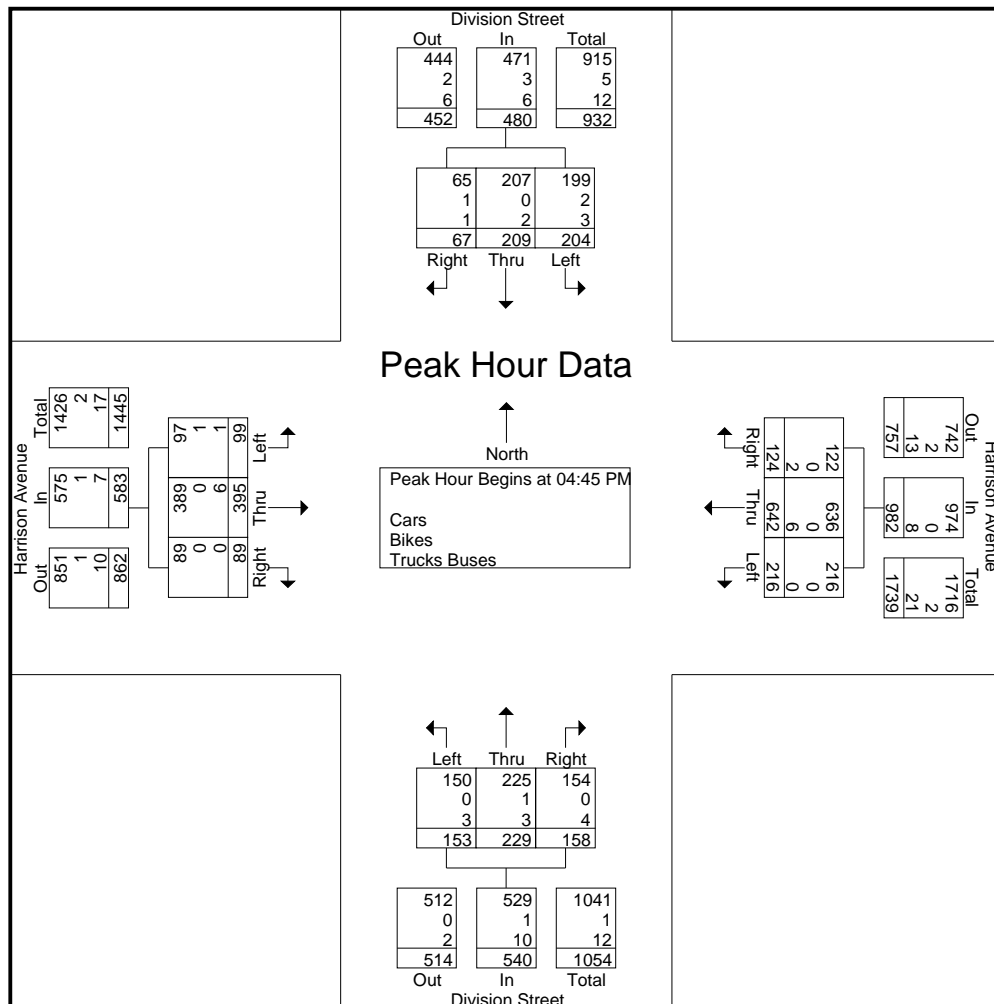 Division Street
Out In Total
444 471 915
2 3 5
6 6 12
452 480 932
65 207 199
1 0 2
1 2 3
67 209 204
Right Thru Left
Peak Hour Data
North
Peak Hour Begins at 04:45 PM
Cars
Bikes
Trucks Buses
Harrison Avenue
Total
1426
2
17
1445
In
575
1
7
583
Out
851
1
10
862
97
1
1
99
Left
389
0
6
395
Thru
89
0
0
89
Right
Harrison Avenue
Out
742
2
13
757
In
974
0
8
982
Total
1716
2
21
1739
Right
122
0
2
124
Thru
636
0
6
642
Left
216
0
0
216
Left Thru Right
150 225 154
0 1 0
3 3 4
153 229 158
512 529 1041
0 1 1
2 10 12
514 540 1054
Out In Total
Division Street